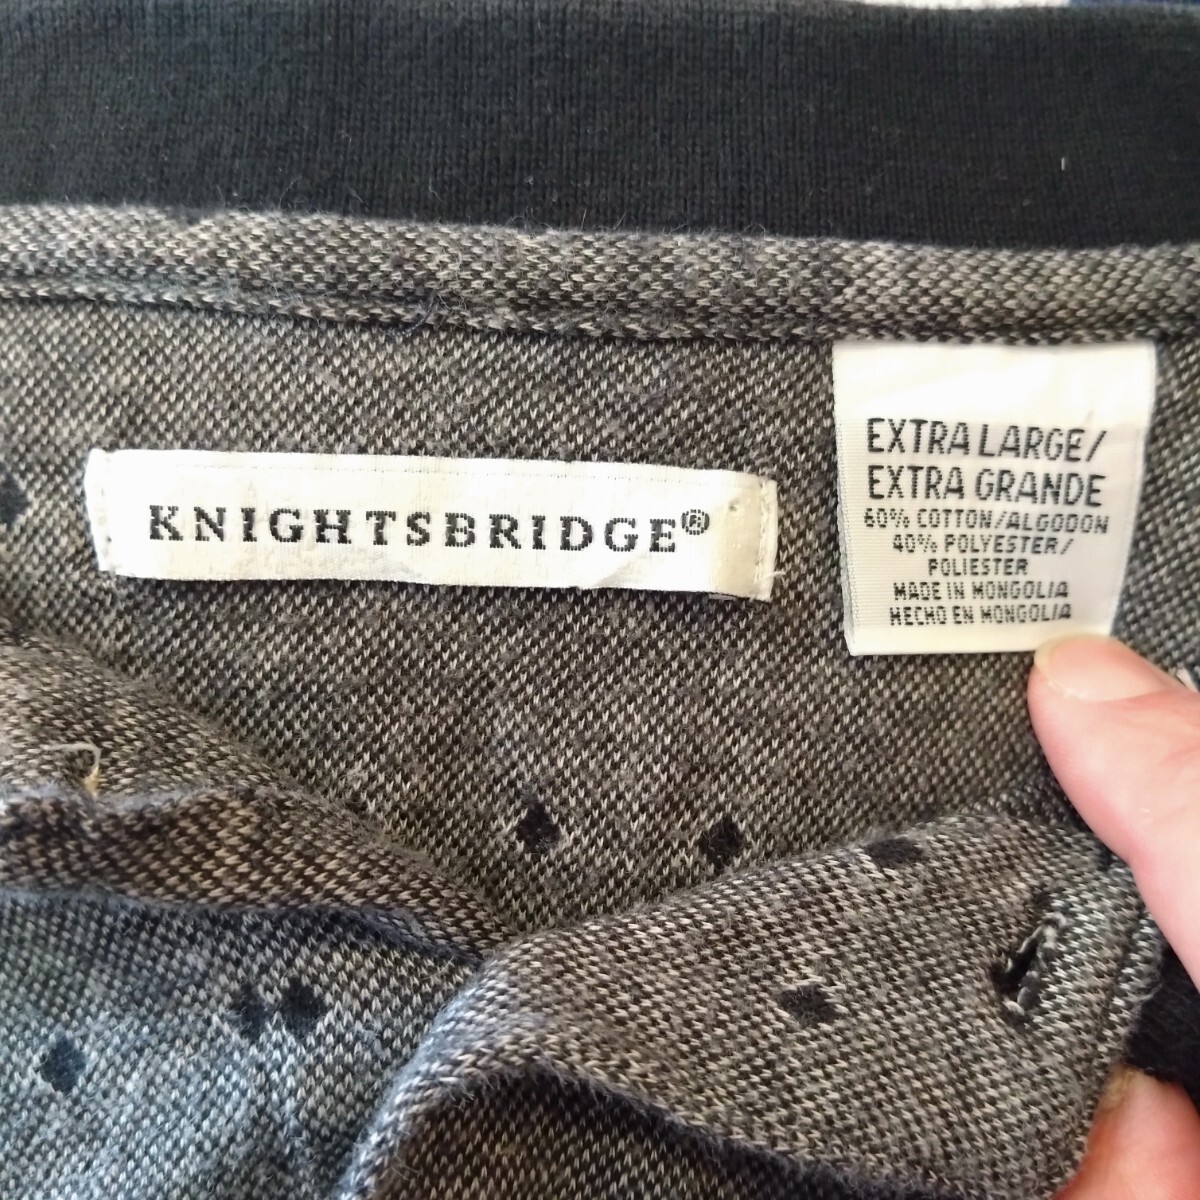 KNIGHTSBRIDGE®
EXTRA LARGE/
EXTRA GRANDE
60% COTTON/ALGODON
40% POLYESTER/
POLIESTER
MADE IN MONGOLIA
HECHO EN MONGOLIA